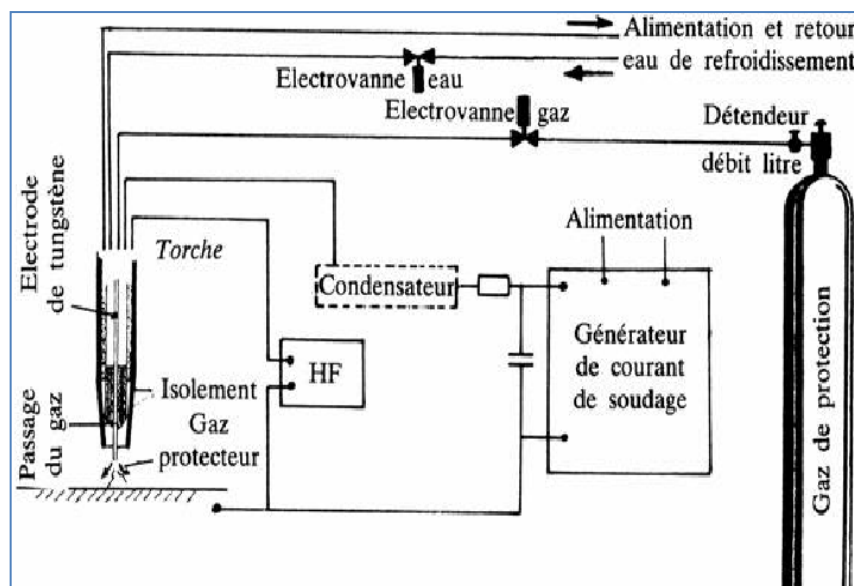 Alimentation et retour
eau de refroidissement
Electrovanne eau
Electrovanne gaz
Détendeur
débit litre
Electrode
de tungstène
Torche
Alimentation
Condensateur
Générateur
de courant
de soudage
HF
Isolement
Gaz
protecteur
Passage
du gaz
Gaz de protection